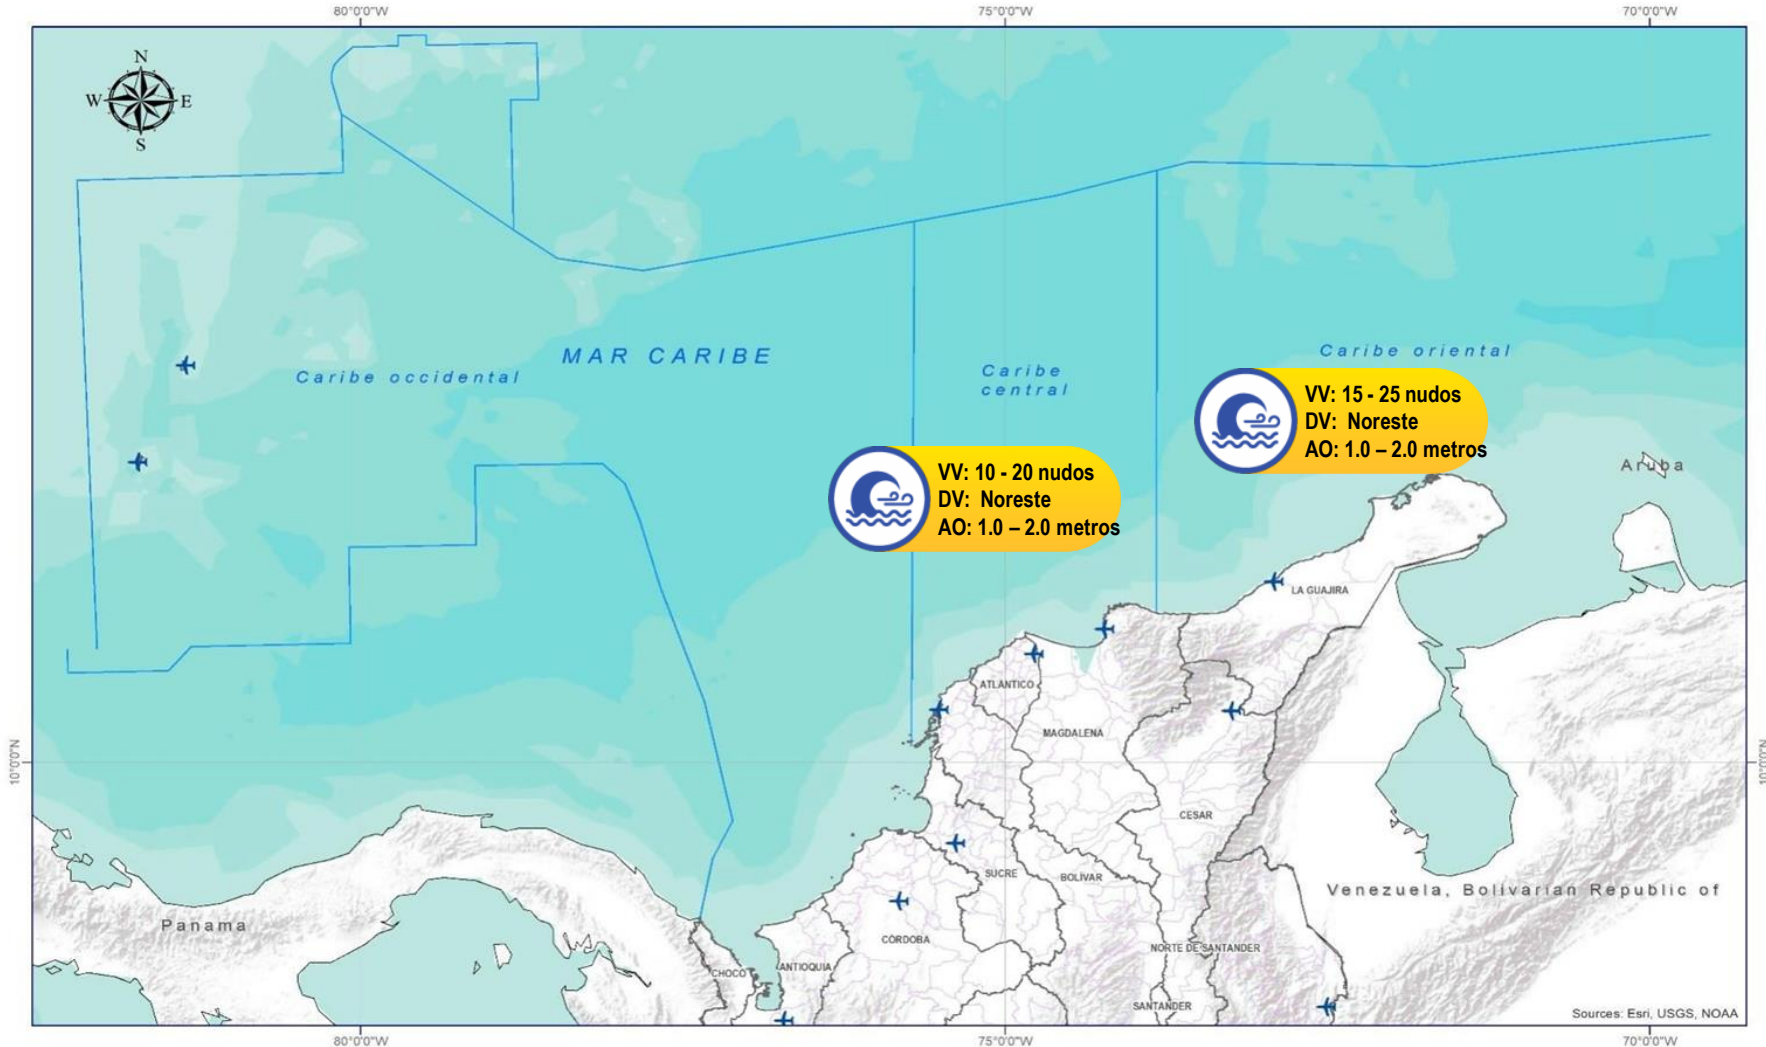 80°0'0"W
75°0'0"W
70°0'0"W
N
W
E
S
MAR CARIBE
Caribe occidental
Caribe
central
Caribe oriental
VV: 15 - 25 nudos
DV: Noreste
AO: 1.0 – 2.0 metros
VV: 10 - 20 nudos
DV: Noreste
AO: 1.0 – 2.0 metros
Aruba
LA GUAJIRA
ATLANTICO
MAGDALENA
10°0'0"N
10°0'0"N
CESAR
SUCRE
BOLIVAR
Venezuela, Bolivarian Republic of
Panama
CORDOBA
NORTE DE SANTANDER
CHOCO
ANTIOQUIA
SANTANDER
Sources: Esri, USGS, NOAA
80°0'0"W
75°0'0"W
70°0'0"W